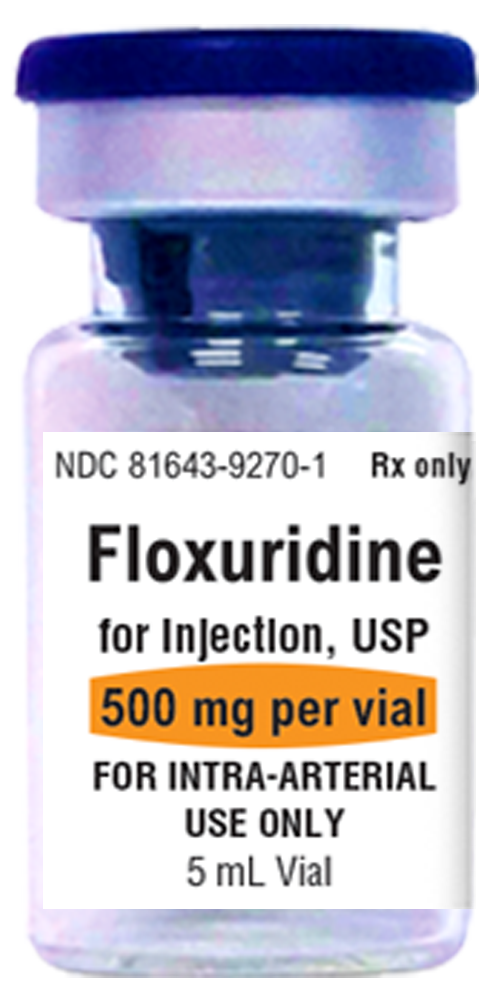 NDC 81643-9270-1 Rx only
Floxuridine
for Injection, USP
500 mg per vial
FOR INTRA-ARTERIAL
USE ONLY
5 mL Vial